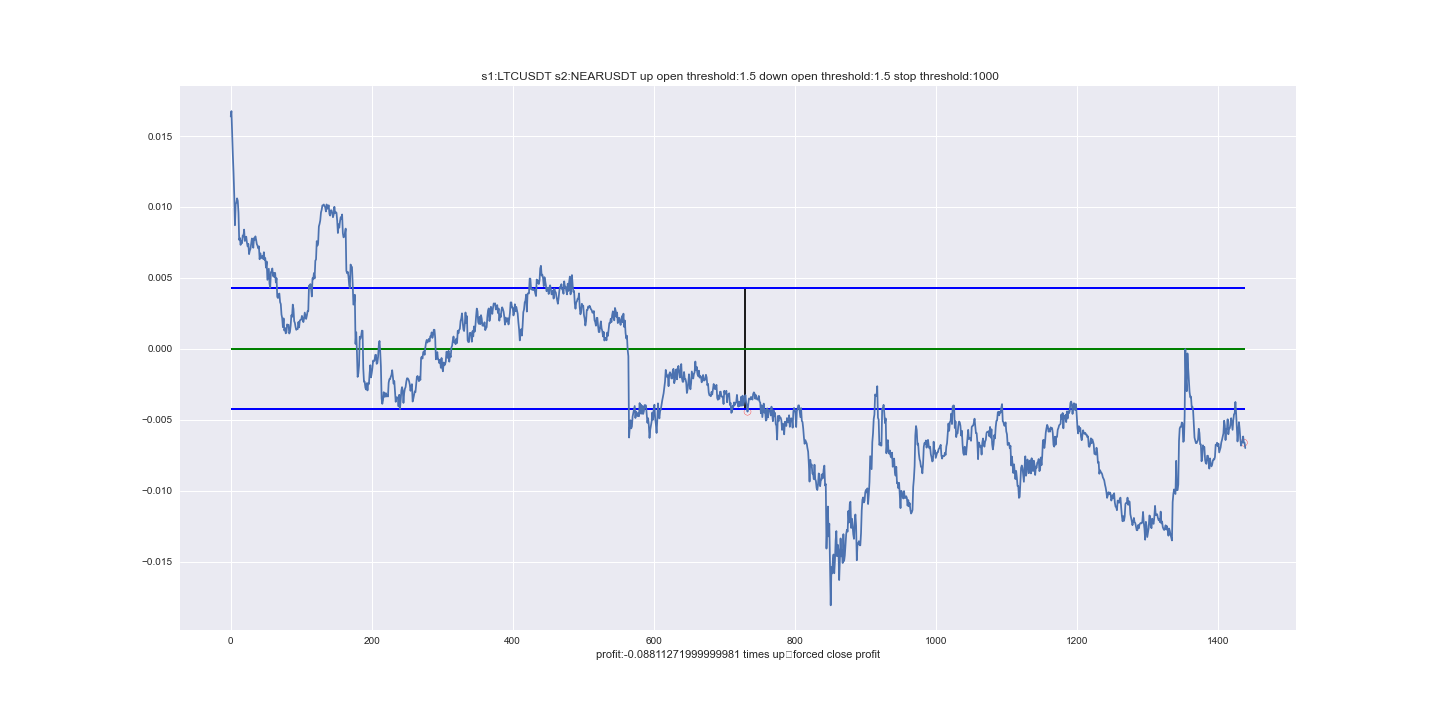 s1:LTCUSDT s2:NEARUSDT up open threshold:1.5 down open threshold:1.5 stop threshold:1000
0.015
0.010
0.005
0.000
−0.005
−0.010
−0.015
0 200 400 600 800 1000 1200 1400
profit:-0.08811271999999981 times up□forced close profit